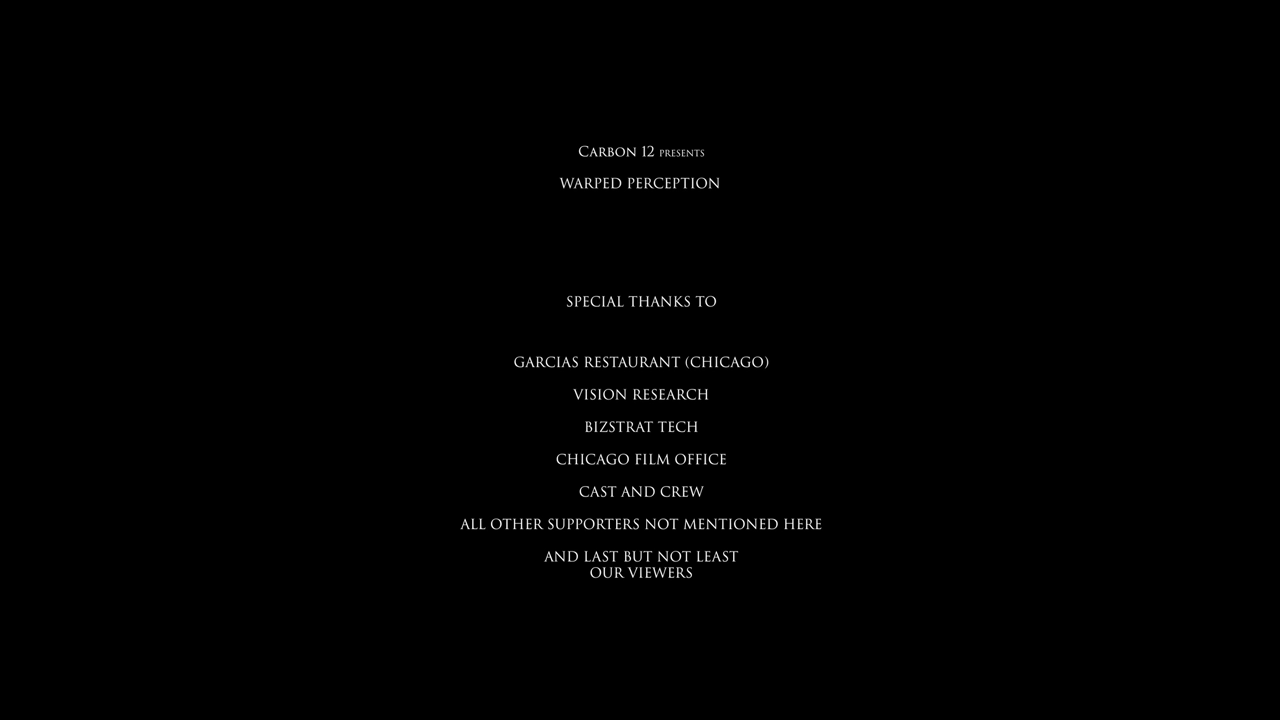 Carbon 12 presents
WARPED PERCEPTION
SPECIAL THANKS TO
GARCIAS RESTAURANT (CHICAGO)
VISION RESEARCH
BIZSTRAT TECH
CHICAGO FILM OFFICE
CAST AND CREW
ALL OTHER SUPPORTERS NOT MENTIONED HERE
AND LAST BUT NOT LEAST
OUR VIEWERS